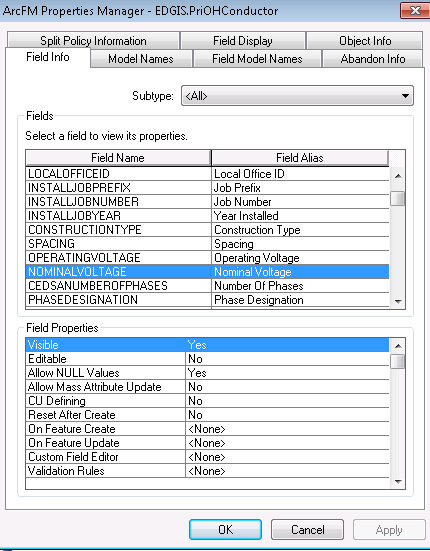 ArcFM Properties Manager - EDGIS.PriOHConductor
Split Policy Information Field Display Object Info
Field Info Model Names Field Model Names Abandon Info
Subtype: <All>
Fields
Select a field to view its properties.
Field Name Field Alias
LOCALOFFICEID Local Office ID
INSTALLJOBPREFIX Job Prefix
INSTALLJOBNUMBER Job Number
INSTALLJOBYEAR Year Installed
CONSTRUCTIONTYPE Construction Type
SPACING Spacing
OPERATINGVOLTAGE Operating Voltage
NOMINALVOLTAGE Nominal Voltage
CEDSANUMBEROFPHASES Number Of Phases
PHASEDESIGNATION Phase Designation
Field Properties
Visible Yes
Editable No
Allow NULL Values Yes
Allow Mass Attribute Update No
CU Defining No
Reset After Create No
On Feature Create <None>
On Feature Update <None>
Custom Field Editor <None>
Validation Rules <None>
OK Cancel Apply